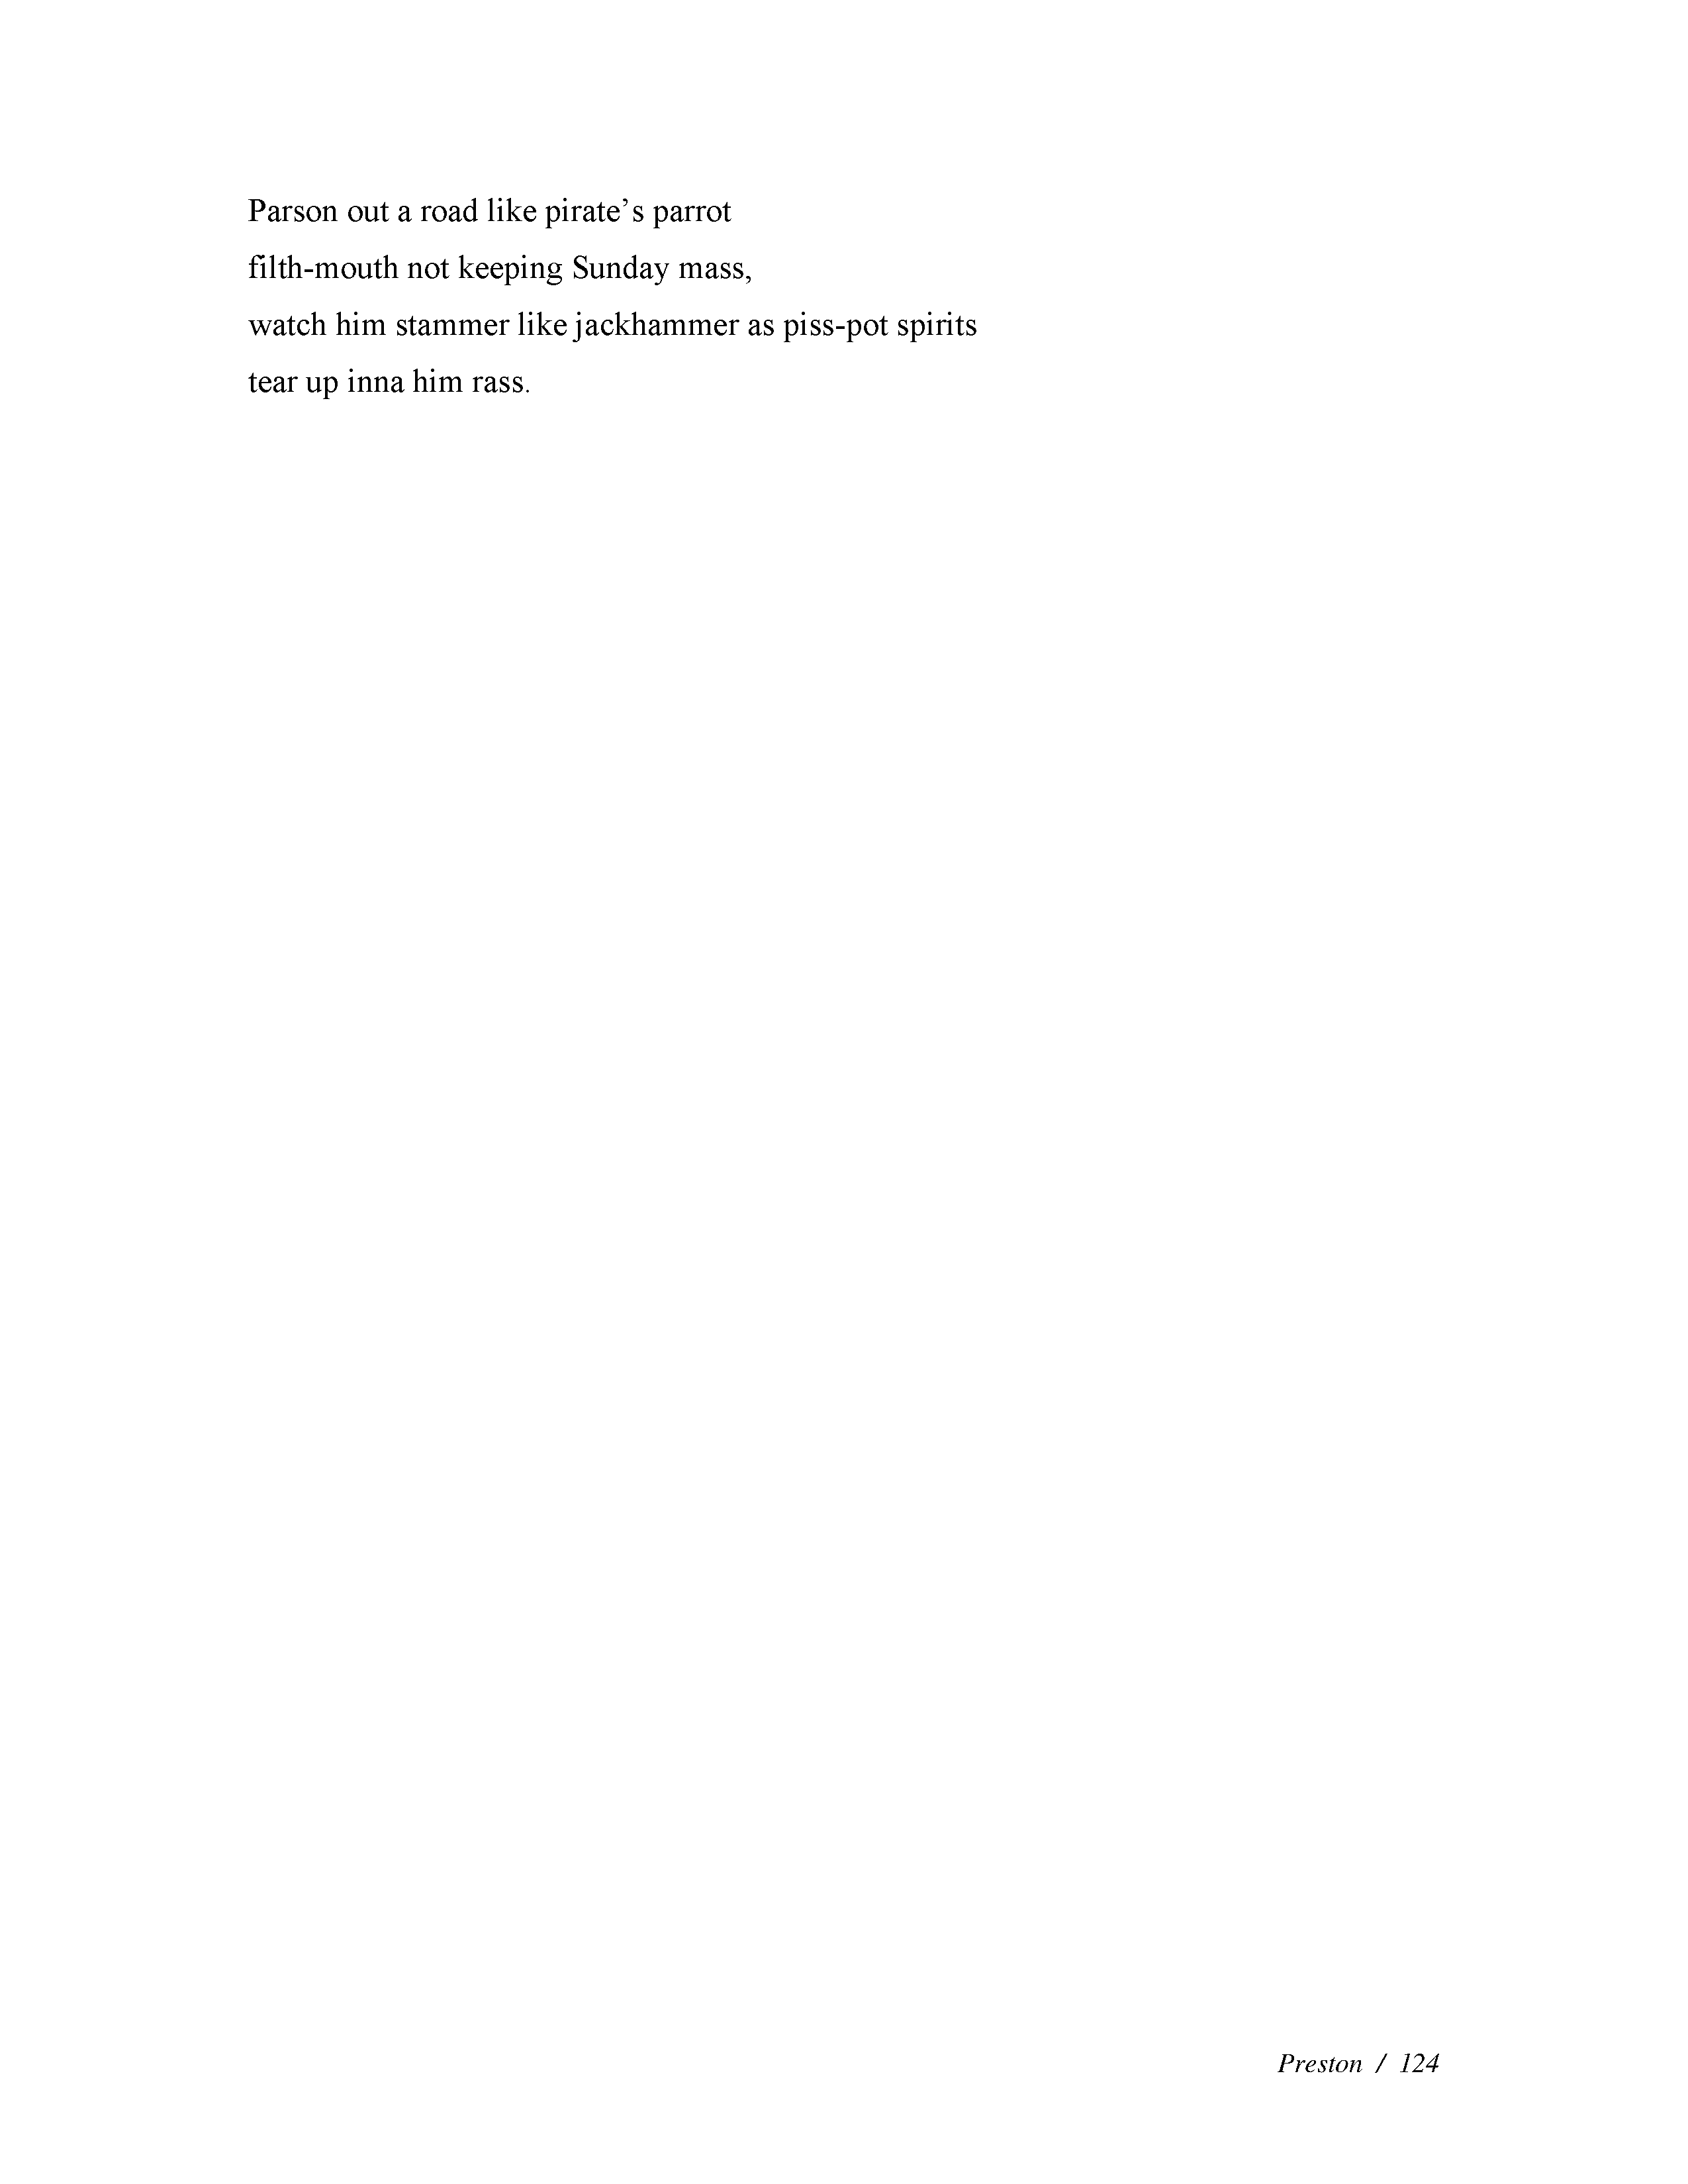 Parson out a road like pirate's parrot
filth-mouth not keeping Sunday mass,
watch him stammer like jackhammer as piss-pot spirits
tear up inna him rass.
Preston / 124